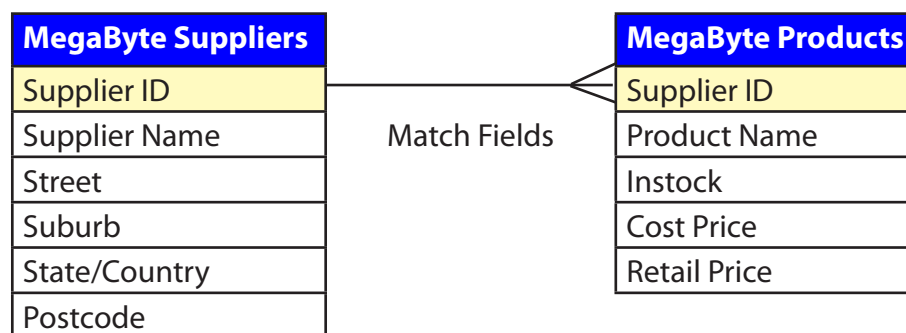 MegaByte Suppliers
Supplier ID
Supplier Name
Street
Suburb
State/Country
Postcode
Match Fields
MegaByte Products
Supplier ID
Product Name
Instock
Cost Price
Retail Price